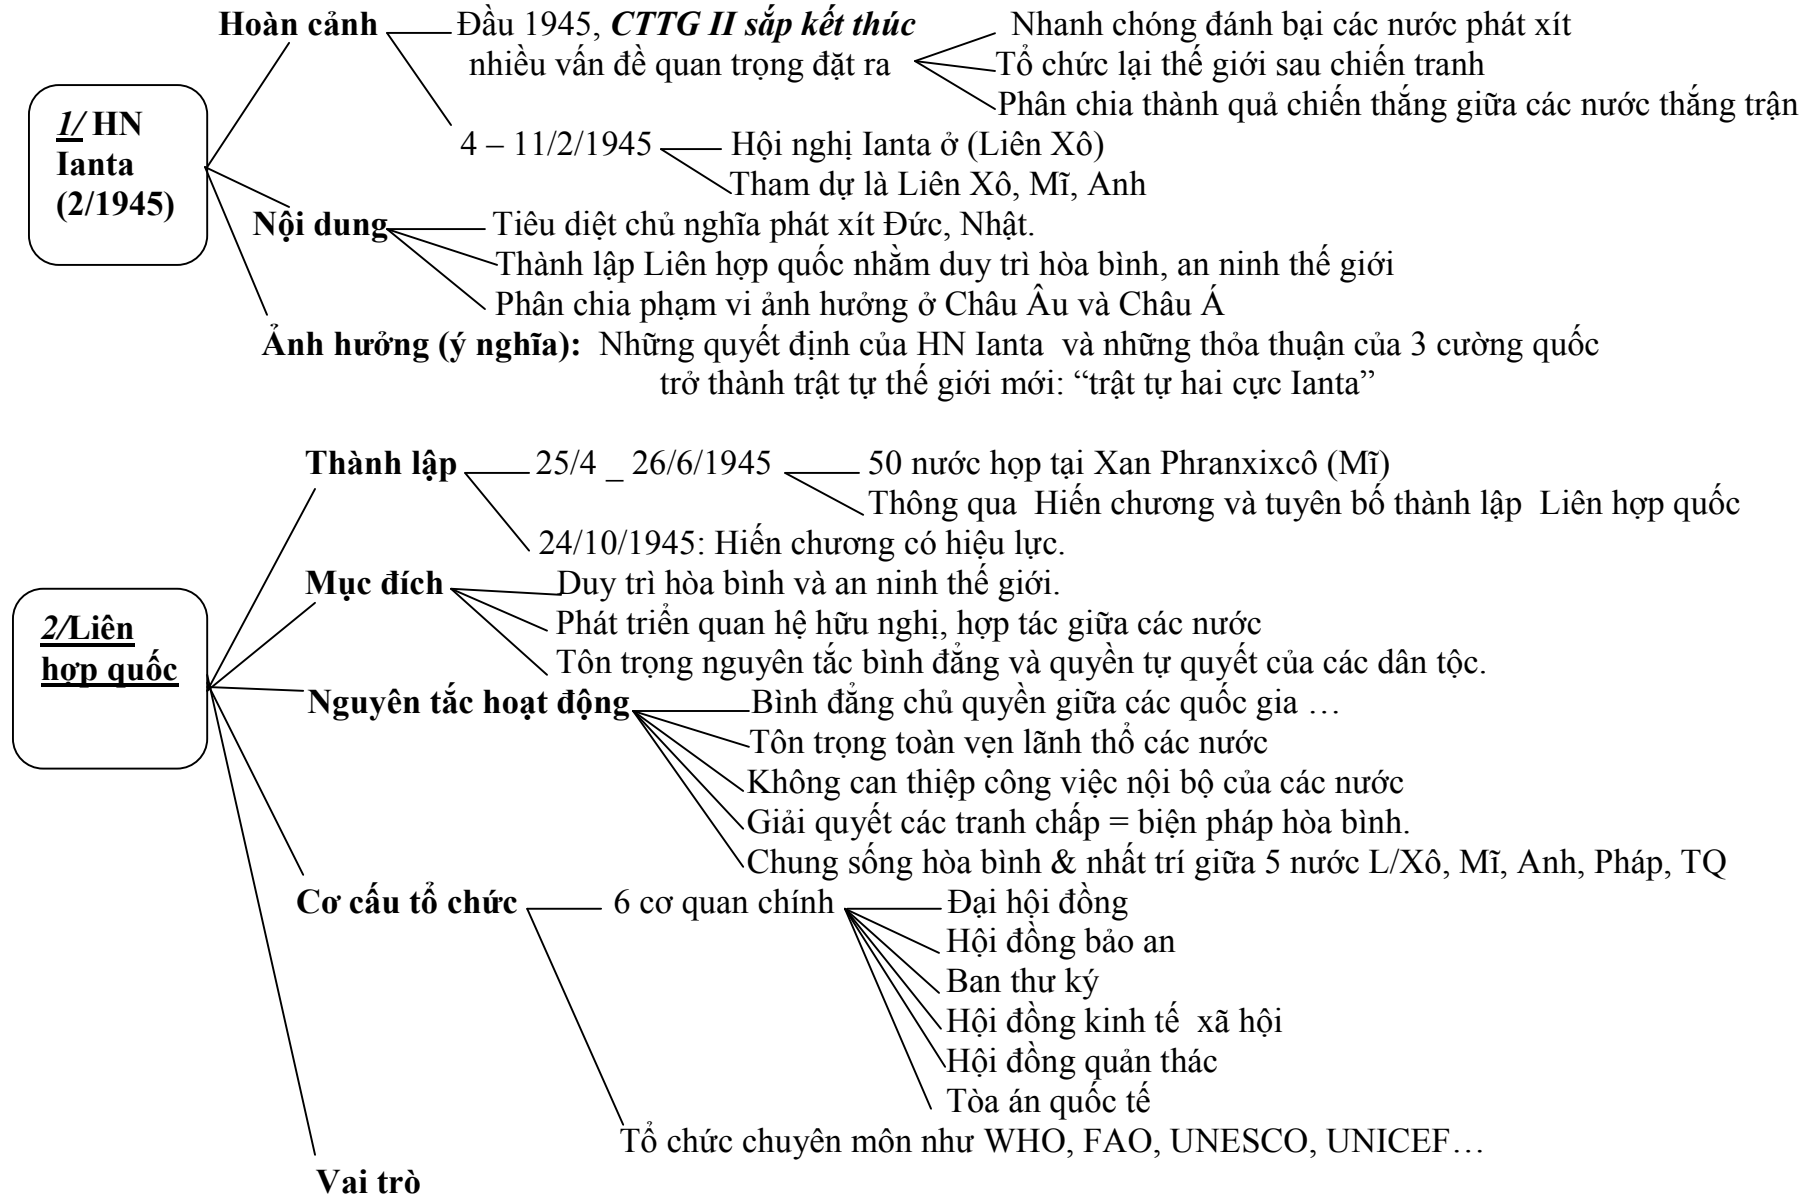 Hoàn cảnh
Đầu 1945, CTTG II sắp kết thúc
nhiều vấn đề quan trọng đặt ra
Nhanh chóng đánh bại các nước phát xít
Tổ chức lại thế giới sau chiến tranh
Phân chia thành quả chiến thắng giữa các nước thắng trận
1/ HN
Ianta
(2/1945)
4 – 11/2/1945
Hội nghị Ianta ở (Liên Xô)
Tham dự là Liên Xô, Mĩ, Anh
Nội dung
Tiêu diệt chủ nghĩa phát xít Đức, Nhật.
Thành lập Liên hợp quốc nhằm duy trì hòa bình, an ninh thế giới
Phân chia phạm vi ảnh hưởng ở Châu Âu và Châu Á
Ảnh hưởng (ý nghĩa): Những quyết định của HN Ianta và những thỏa thuận của 3 cường quốc
trở thành trật tự thế giới mới: “trật tự hai cực Ianta”
Thành lập
25/4 _ 26/6/1945
50 nước họp tại Xan Phranxixcô (Mĩ)
Thông qua Hiến chương và tuyên bố thành lập Liên hợp quốc
24/10/1945: Hiến chương có hiệu lực.
2/Liên
hợp quốc
Mục đích
Duy trì hòa bình và an ninh thế giới.
Phát triển quan hệ hữu nghị, hợp tác giữa các nước
Tôn trọng nguyên tắc bình đẳng và quyền tự quyết của các dân tộc.
Nguyên tắc hoạt động
Bình đẳng chủ quyền giữa các quốc gia …
Tôn trọng toàn vẹn lãnh thổ các nước
Không can thiệp công việc nội bộ của các nước
Giải quyết các tranh chấp = biện pháp hòa bình.
Chung sống hòa bình & nhất trí giữa 5 nước L/Xô, Mĩ, Anh, Pháp, TQ
Cơ cấu tổ chức
6 cơ quan chính
Đại hội đồng
Hội đồng bảo an
Ban thư ký
Hội đồng kinh tế xã hội
Hội đồng quản thác
Tòa án quốc tế
Tổ chức chuyên môn như WHO, FAO, UNESCO, UNICEF…
Vai trò